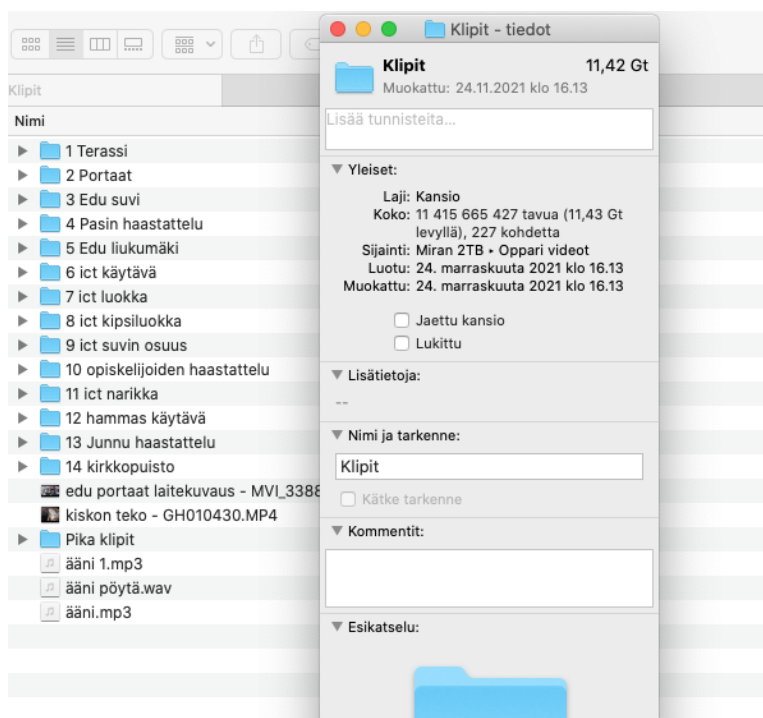 Klipit
Nimi
1 Terassi
2 Portaat
3 Edu suvi
4 Pasin haastattelu
5 Edu liukumäki
6 ict käytävä
7 ict luokka
8 ict kipsiluokka
9 ict suvin osuus
10 opiskelijoiden haastattelu
11 ict narikka
12 hammas käytävä
13 Junnu haastattelu
14 kirkkopuisto
edu portaat laitekuvaus - MVI_3388
kiskon teko - GH010430.MP4
Pika klipit
ääni 1.mp3
ääni pöytä.wav
ääni.mp3
Klipit - tiedot
Klipit 11,42 Gt
Muokattu: 24.11.2021 klo 16.13
Lisää tunnisteita...
Yleiset:
Laji: Kansio
Koko: 11 415 665 427 tavua (11,43 Gt
levyllä), 227 kohdetta
Sijainti: Miran 2TB ‣ Oppari videot
Luotu: 24. marraskuuta 2021 klo 16.13
Muokattu: 24. marraskuuta 2021 klo 16.13
Jaettu kansio
Lukittu
Lisätietoja:
--
Nimi ja tarkenne:
Klipit
Kätke tarkenne
Kommentit:
Esikatselu: